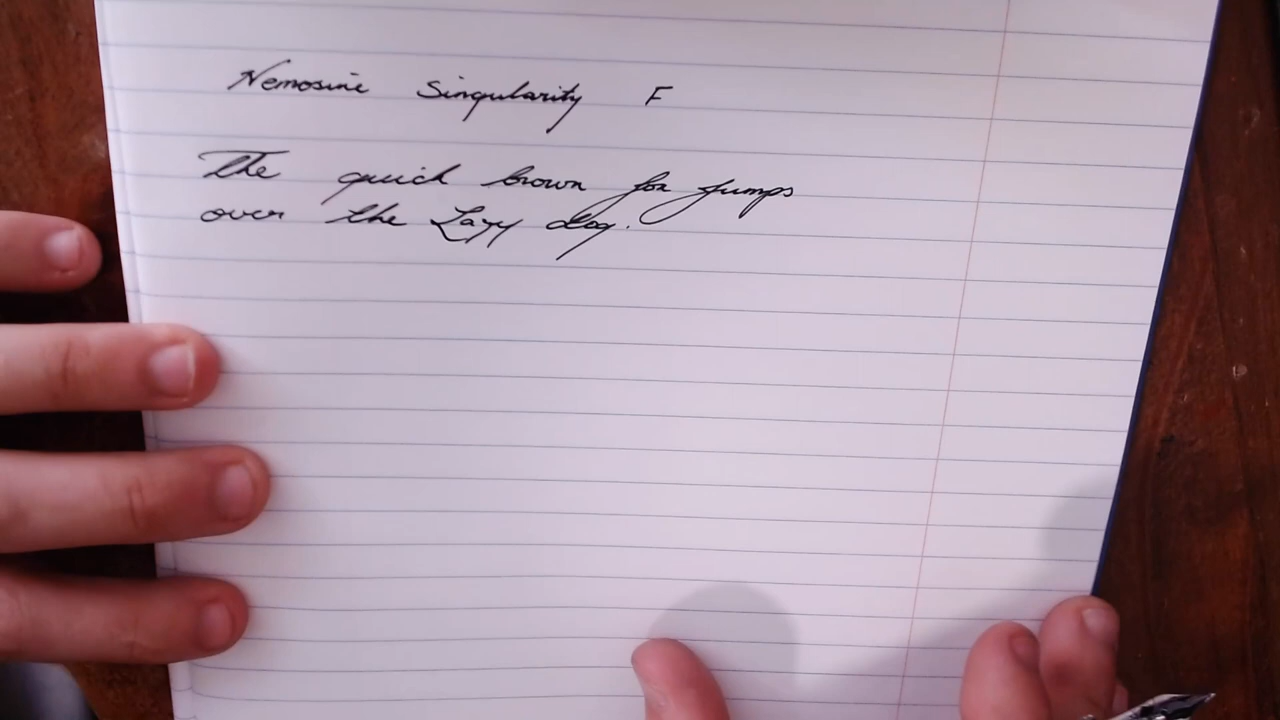 Nemosine Singularity F
The quick brown fox jumps
over the Lazy dog.